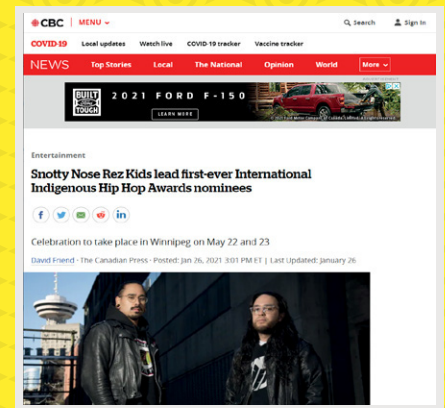 CBC MENU Search Sign In
COVID-19 Local updates Watch live COVID-19 tracker Vaccine tracker
NEWS Top Stories Local The National Opinion World More
ADVERTISEMENT
BUILT Ford TOUGH 2021 FORD F-150
LEARN MORE
Entertainment
Snotty Nose Rez Kids lead first-ever International
Indigenous Hip Hop Awards nominees
Celebration to take place in Winnipeg on May 22 and 23
David Friend · The Canadian Press · Posted: Jan 26, 2021 3:01 PM ET | Last Updated: January 26